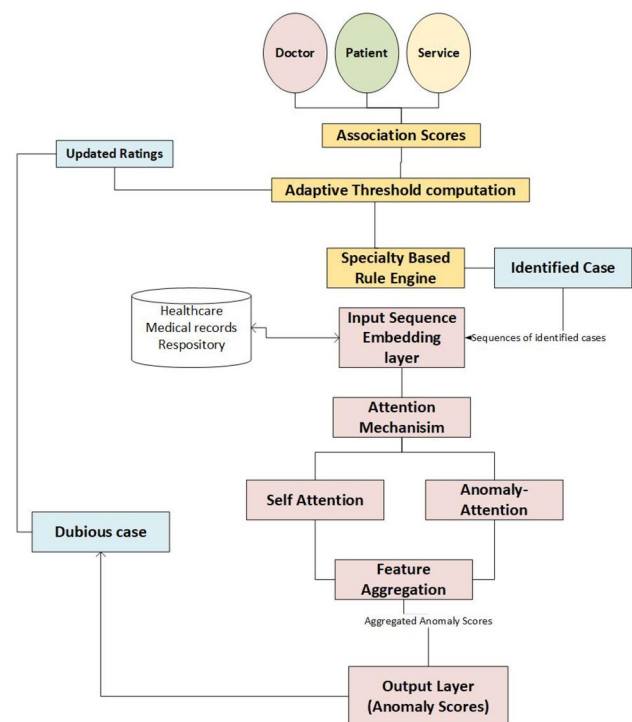 Doctor
Patient
Service
Association Scores
Updated Ratings
Adaptive Threshold computation
Specialty Based
Rule Engine
Identified Case
Healthcare
Medical records
Respository
Input Sequence
Embedding
layer
Sequences of identified cases
Attention
Mechanisim
Self Attention
Anomaly-
Attention
Dubious case
Feature
Aggregation
Aggregated Anomaly Scores
Output Layer
(Anomaly Scores)